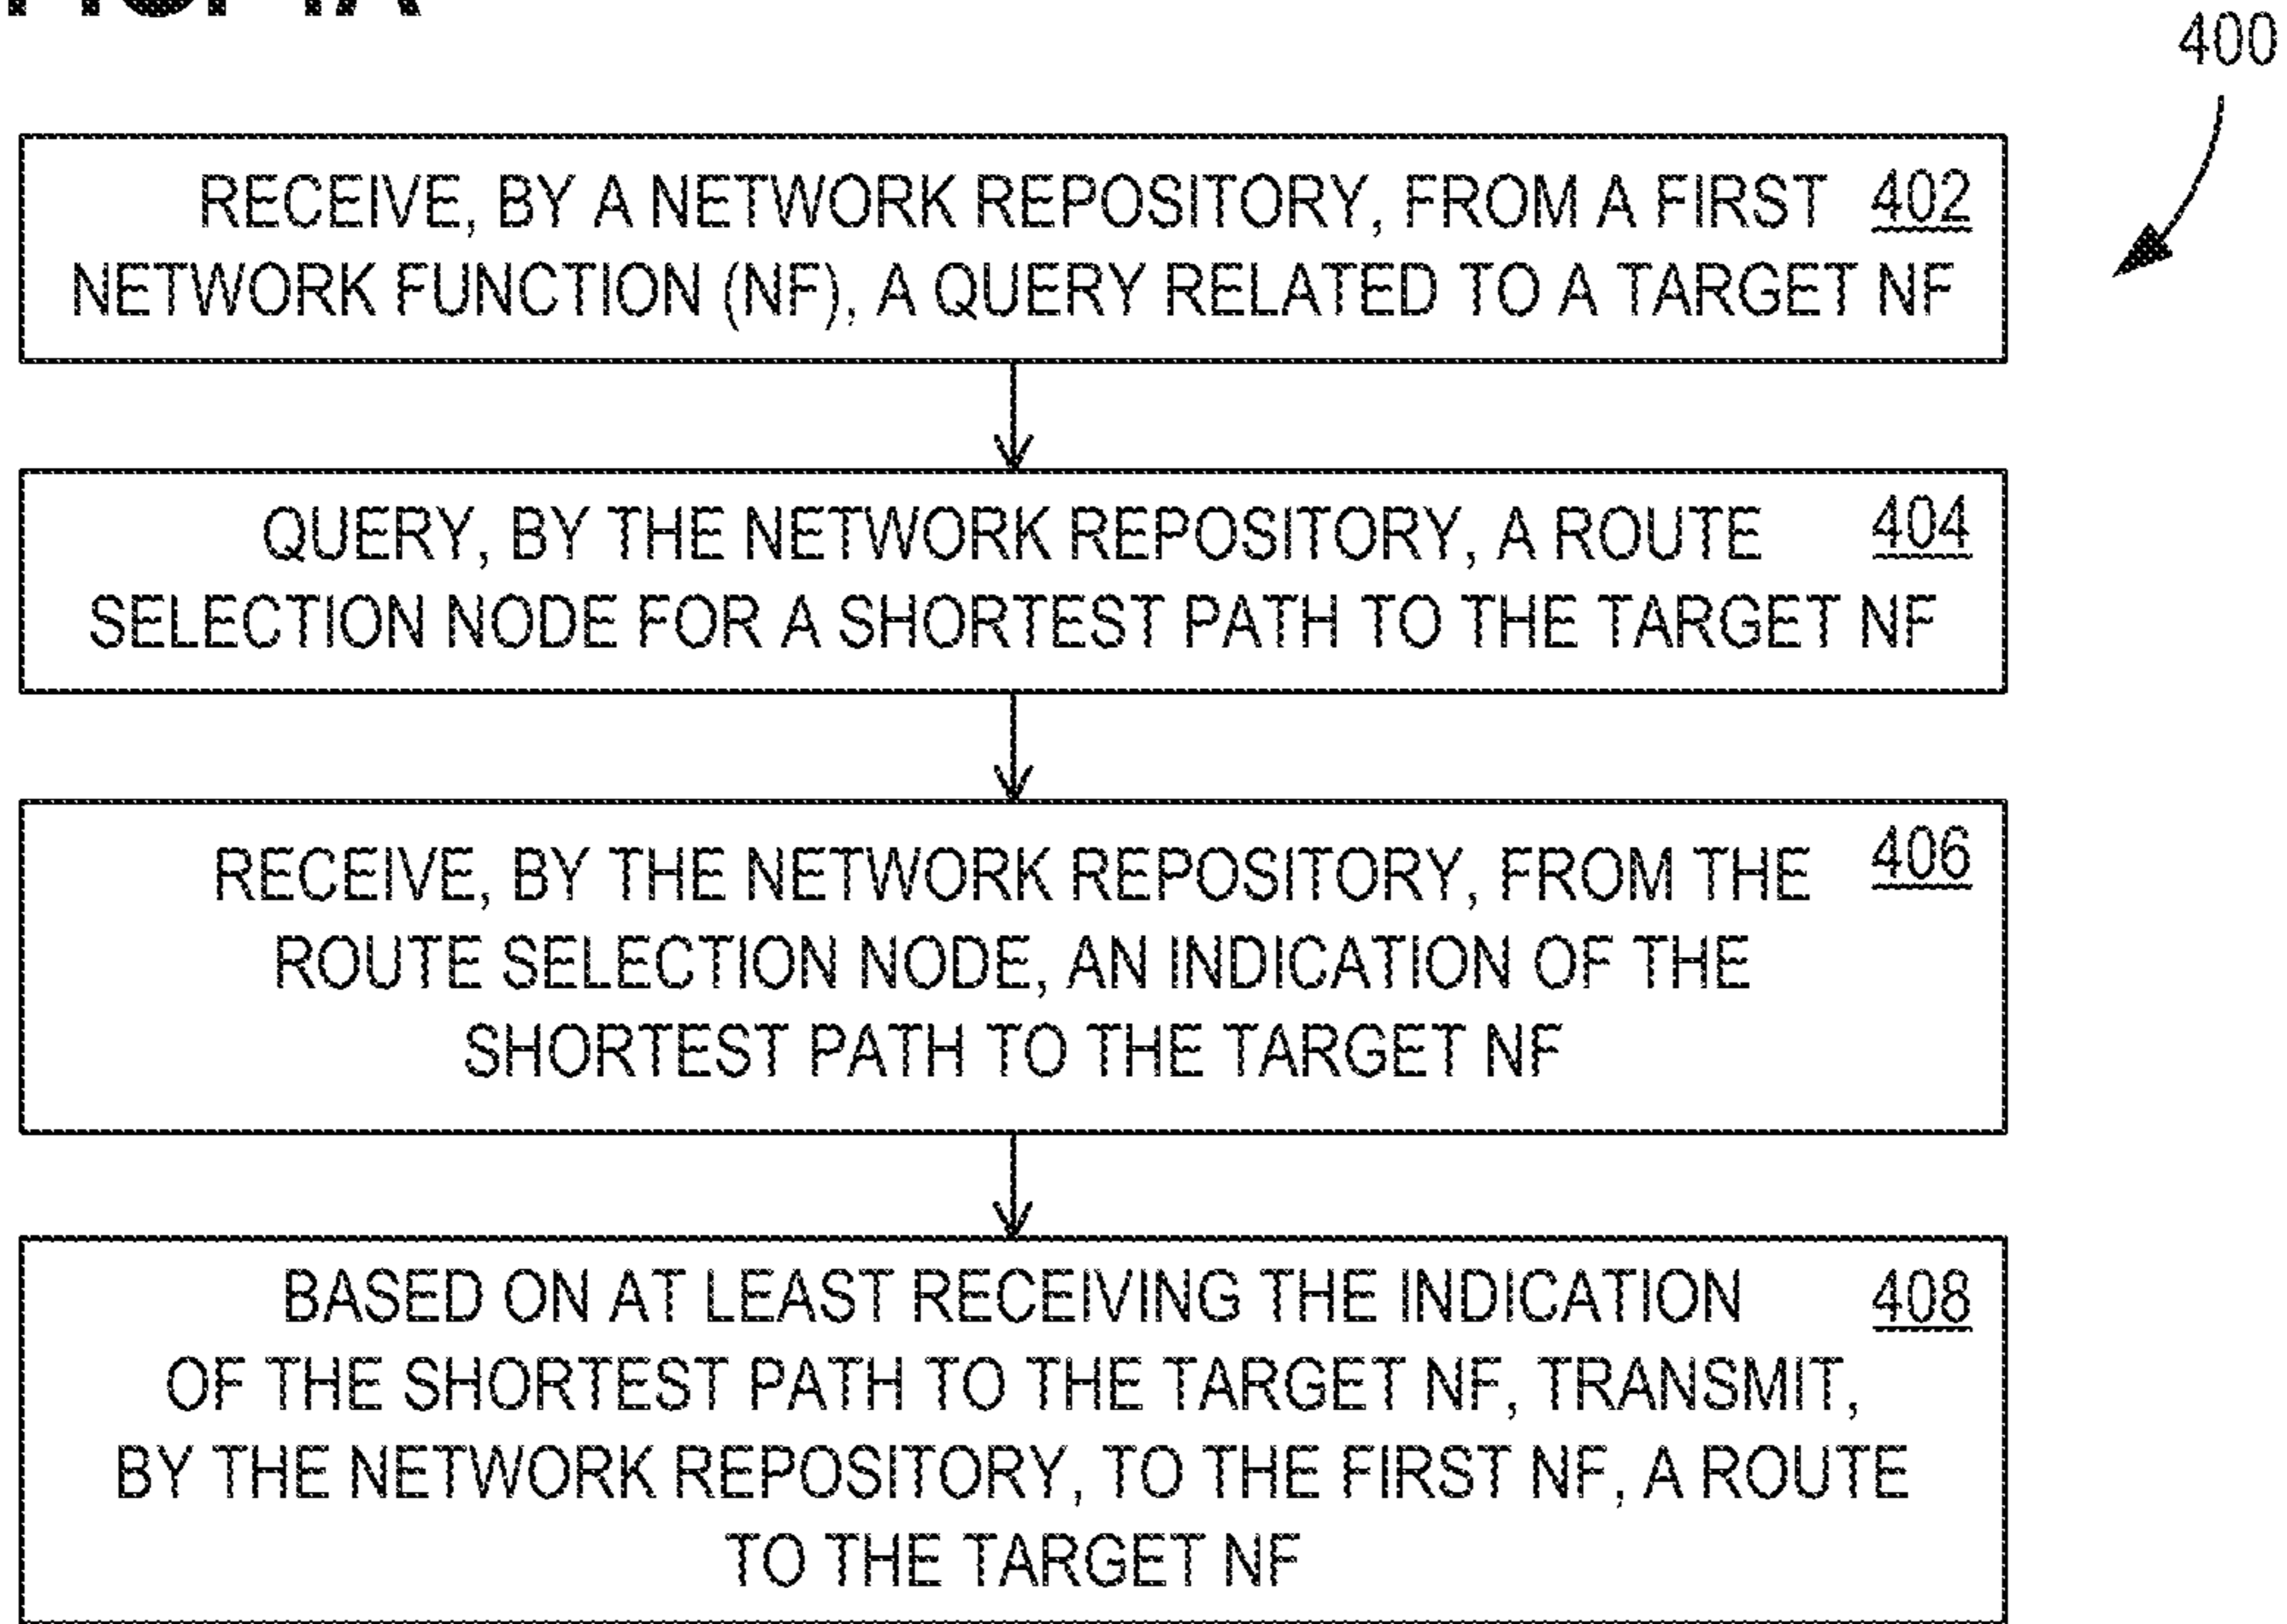 400
RECEIVE, BY A NETWORK REPOSITORY, FROM A FIRST 402
NETWORK FUNCTION (NF), A QUERY RELATED TO A TARGET NF
QUERY, BY THE NETWORK REPOSITORY, A ROUTE 404
SELECTION NODE FOR A SHORTEST PATH TO THE TARGET NF
RECEIVE, BY THE NETWORK REPOSITORY, FROM THE 406
ROUTE SELECTION NODE, AN INDICATION OF THE
SHORTEST PATH TO THE TARGET NF
BASED ON AT LEAST RECEIVING THE INDICATION 408
OF THE SHORTEST PATH TO THE TARGET NF, TRANSMIT,
BY THE NETWORK REPOSITORY, TO THE FIRST NF, A ROUTE
TO THE TARGET NF